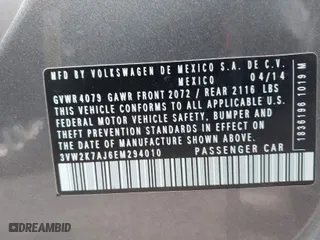 MFD BY VOLKSWAGEN DE MEXICO S.A. DE C.V.
MEXICO 04/14
GVWR 4079 GAWR FRONT 2072 / REAR 2116 LBS
THIS VEHICLE CONFORMS TO ALL APPLICABLE U.S.
FEDERAL MOTOR VEHICLE SAFETY, BUMPER AND
THEFT PREVENTION STANDARDS IN EFFECT ON THE
DATE OF MANUFACTURE SHOWN ABOVE.
3VW2K7AJ6EM294010 PASSENGER CAR
1836196 1019 M